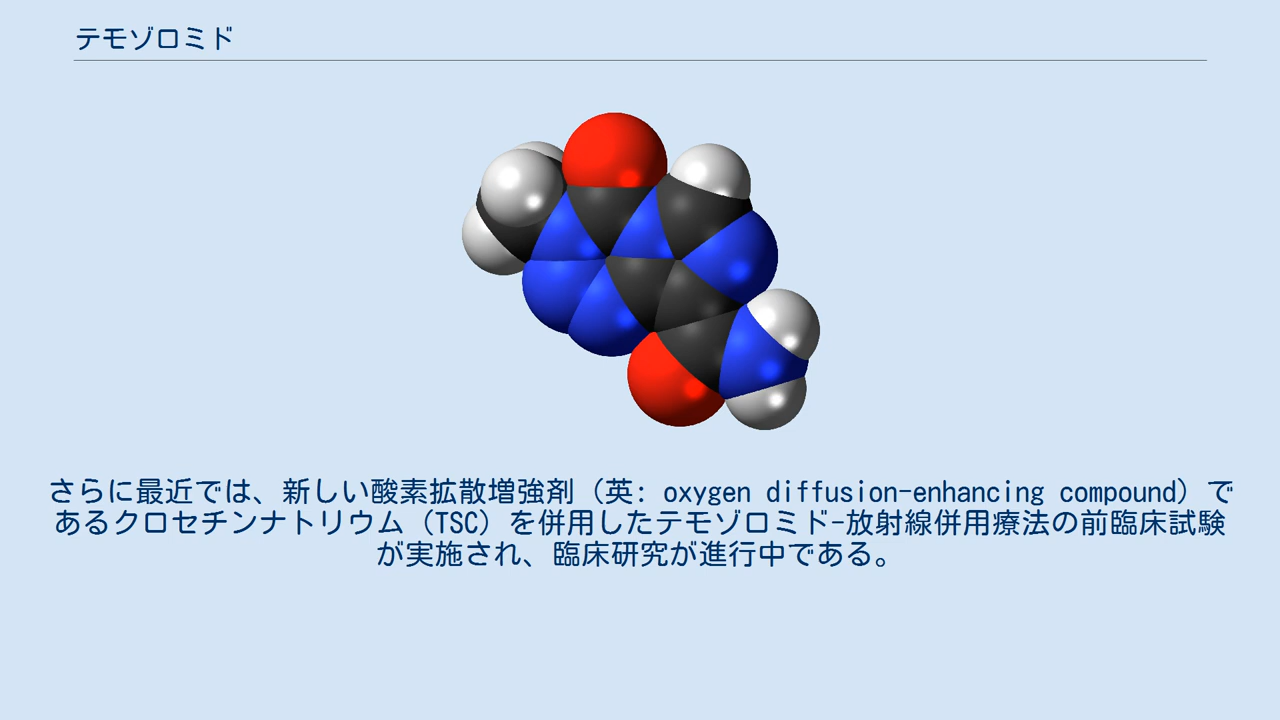 テモゾロミド
さらに最近では、新しい酸素拡散増強剤（英: oxygen diffusion-enhancing compound）で
あるクロセチンナトリウム（TSC）を併用したテモゾロミド-放射線併用療法の前臨床試験
が実施され、臨床研究が進行中である。